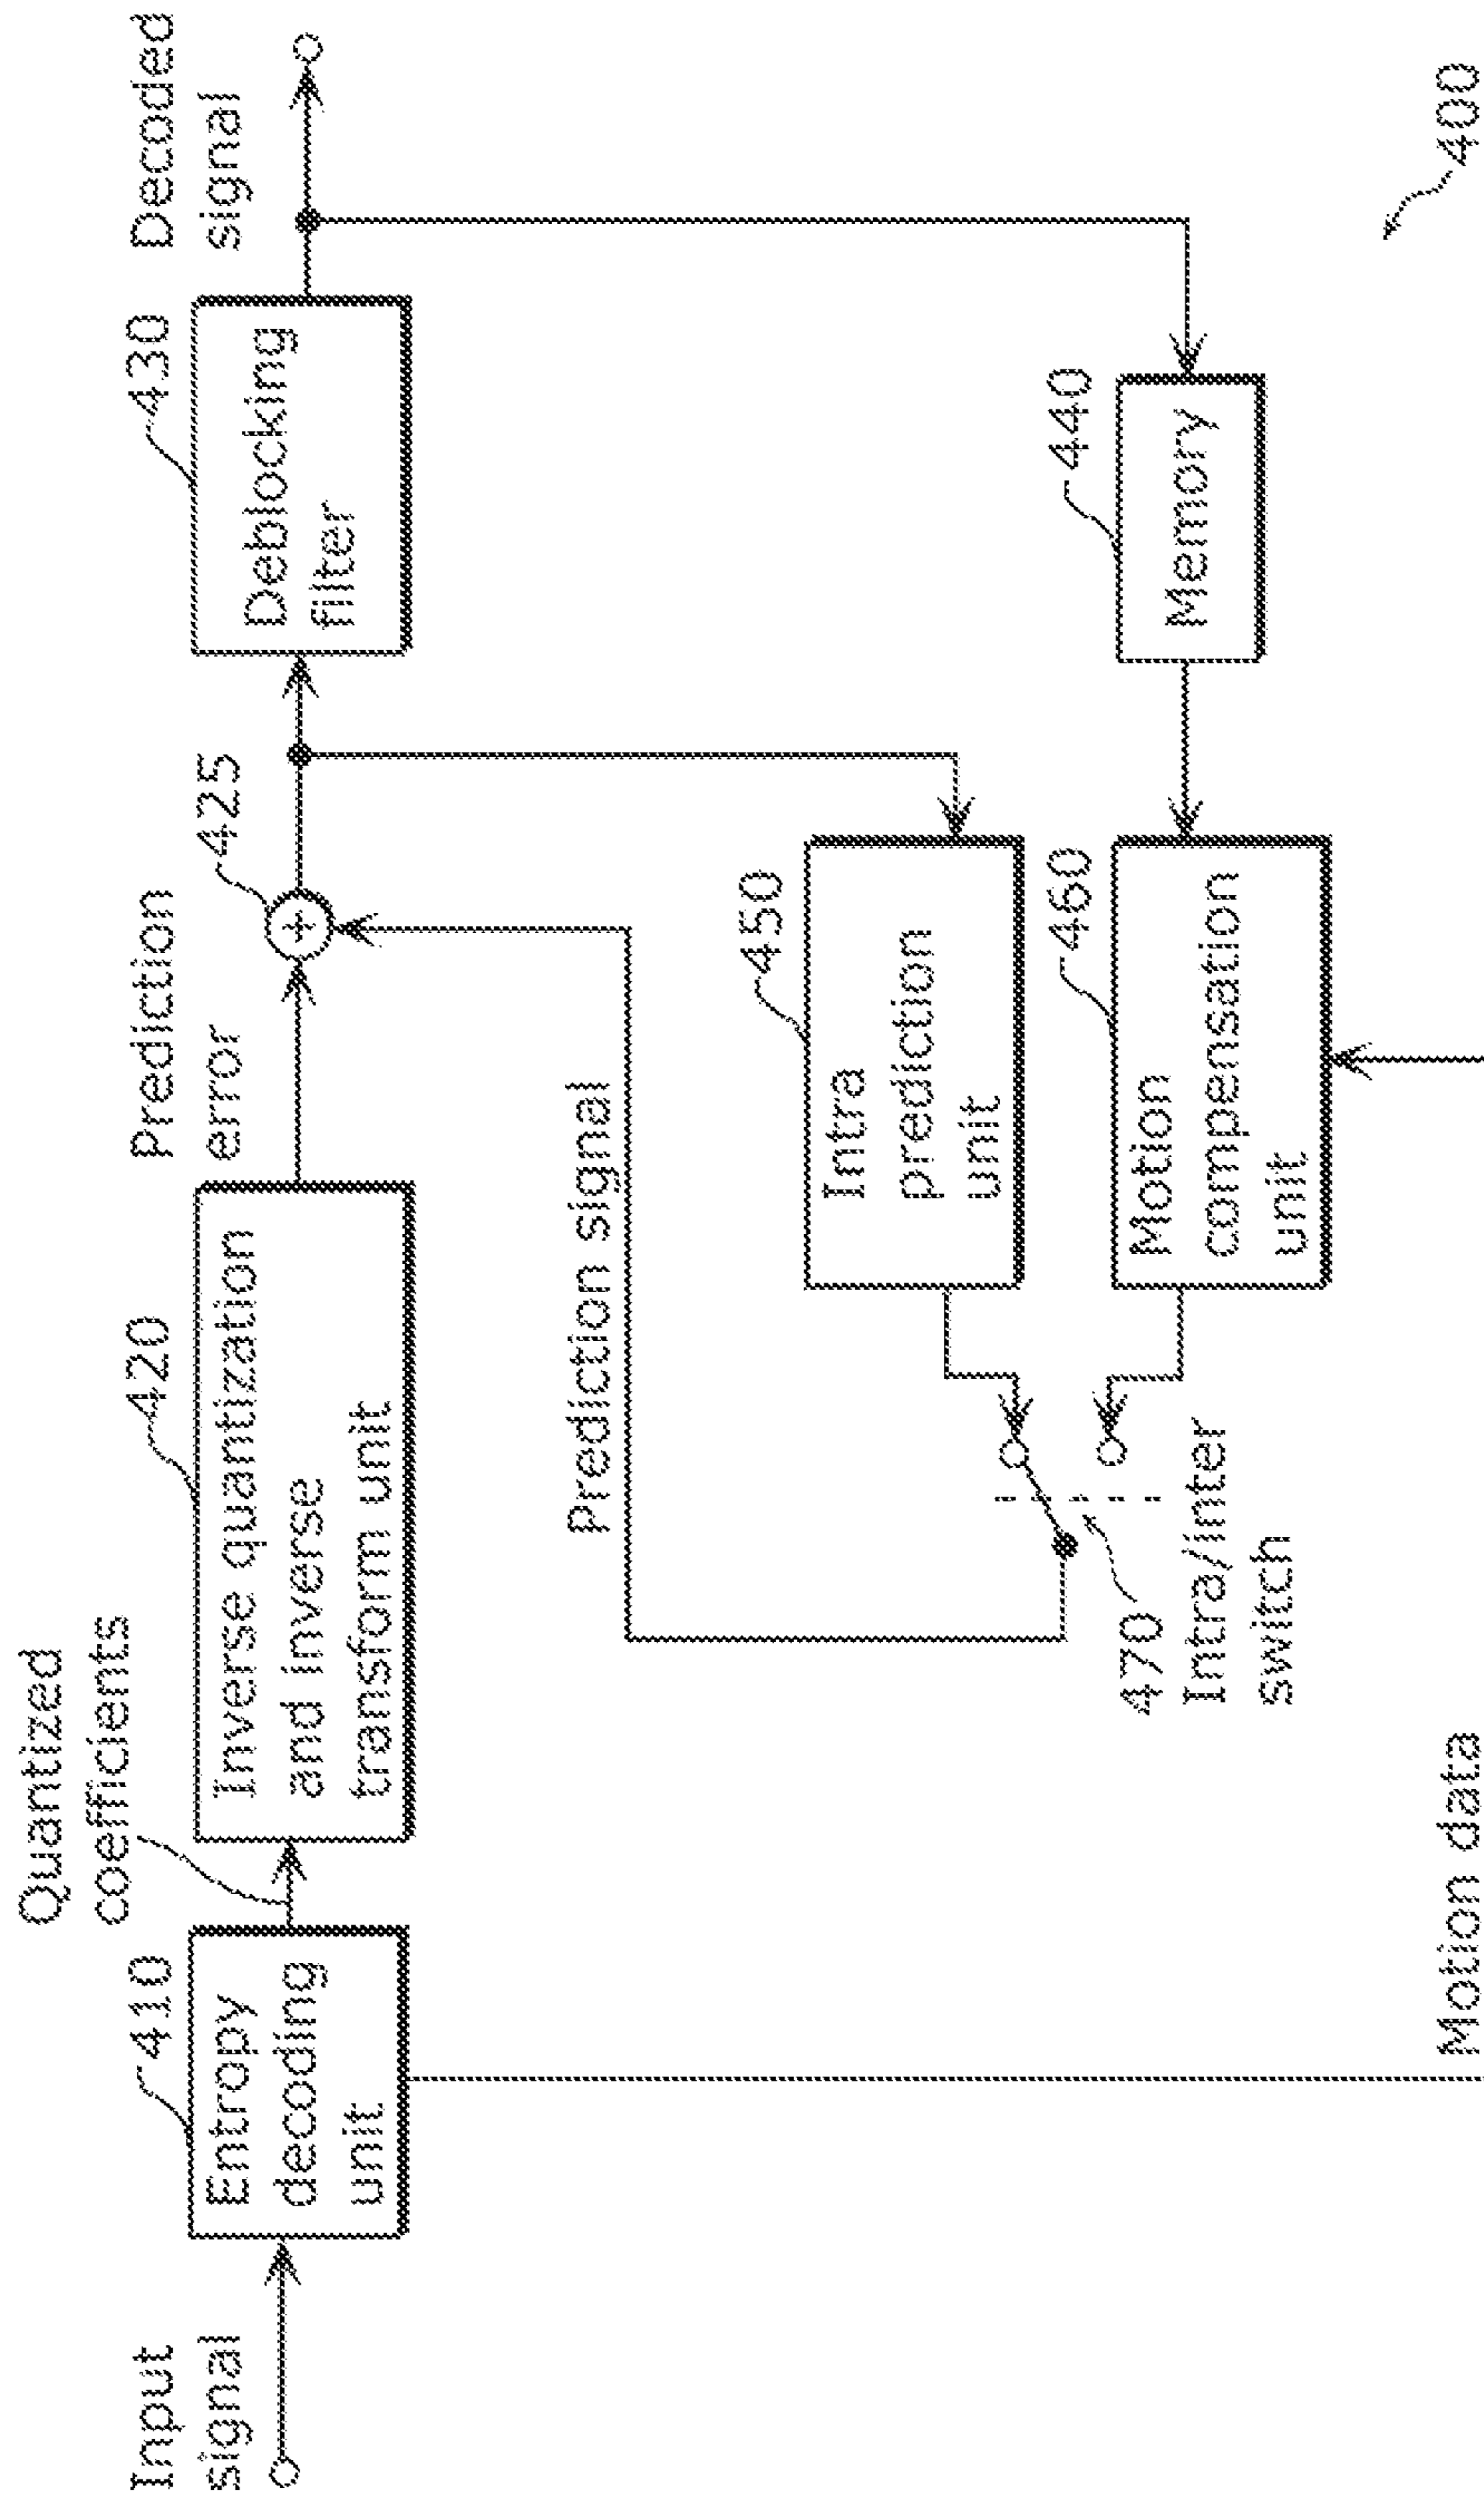 Input
signal
410
Entropy
decoding
unit
Quantized
coefficients
420
Inverse quantization
and inverse
transform unit
Prediction
error
425
+
430
Deblocking
filter
Decoded
signal
Prediction signal
450
Intra
prediction
unit
440
Memory
460
Motion
compensation
unit
470
Intra/inter
switch
Motion data
400